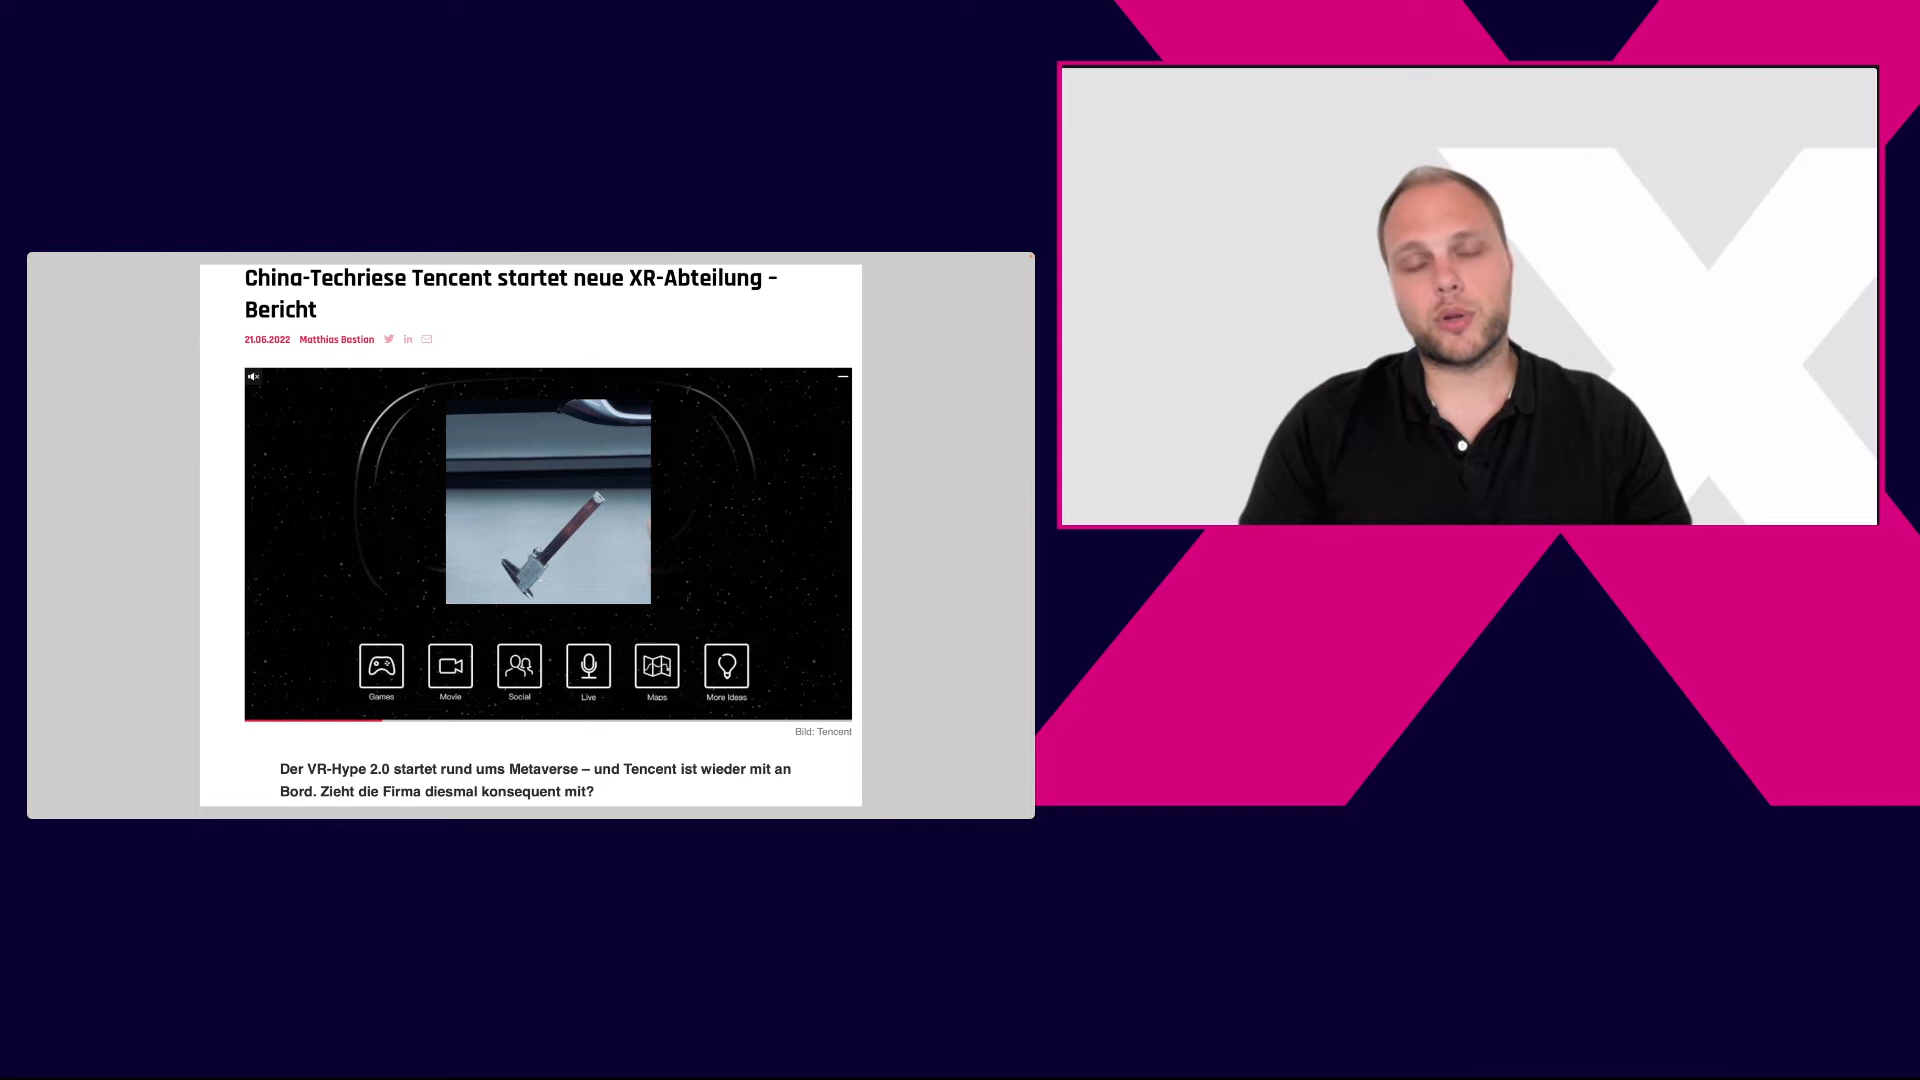 China-Techriese Tencent startet neue XR-Abteilung –
Bericht
21.06.2022 Matthias Bastian
Games Movie Social Live Maps More Ideas
Bild: Tencent
Der VR-Hype 2.0 startet rund ums Metaverse – und Tencent ist wieder mit an
Bord. Zieht die Firma diesmal konsequent mit?